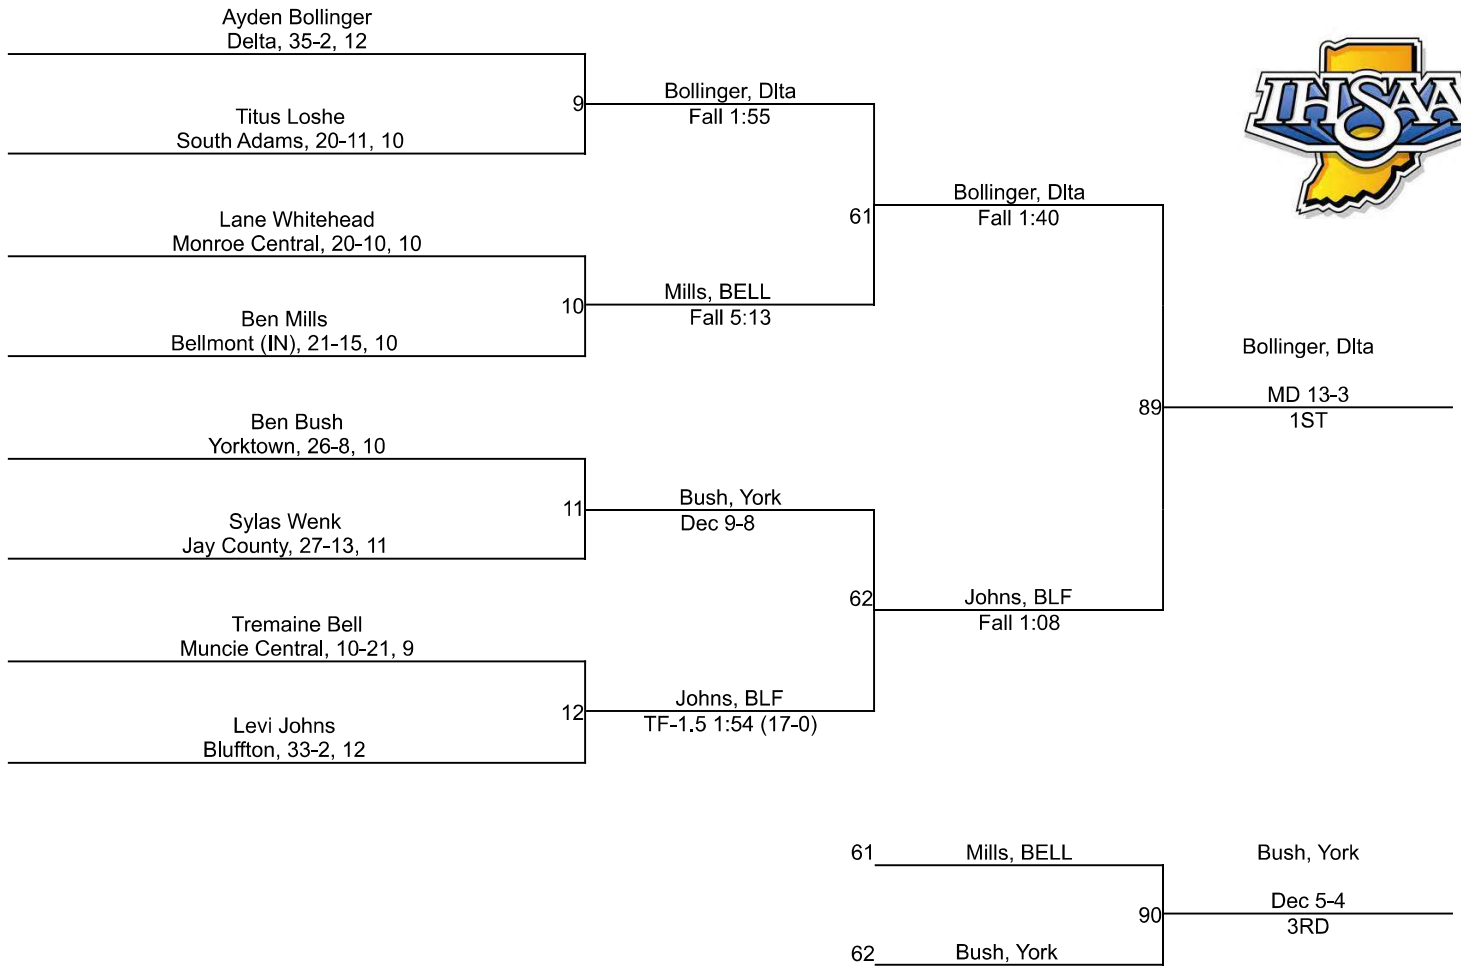 Ayden Bollinger
Delta, 35-2, 12
Titus Loshe
South Adams, 20-11, 10
Lane Whitehead
Monroe Central, 20-10, 10
Ben Mills
Bellmont (IN), 21-15, 10
Ben Bush
Yorktown, 26-8, 10
Sylas Wenk
Jay County, 27-13, 11
Tremaine Bell
Muncie Central, 10-21, 9
Levi Johns
Bluffton, 33-2, 12
9
10
11
12
Bollinger, Dlta
Fall 1:55
Mills, BELL
Fall 5:13
Bush, York
Dec 9-8
Johns, BLF
TF-1.5 1:54 (17-0)
61
62
Bollinger, Dlta
Fall 1:40
Johns, BLF
Fall 1:08
89
IHSAA
Bollinger, Dlta
MD 13-3
1ST
61
Mills, BELL
62
Bush, York
90
Bush, York
Dec 5-4
3RD